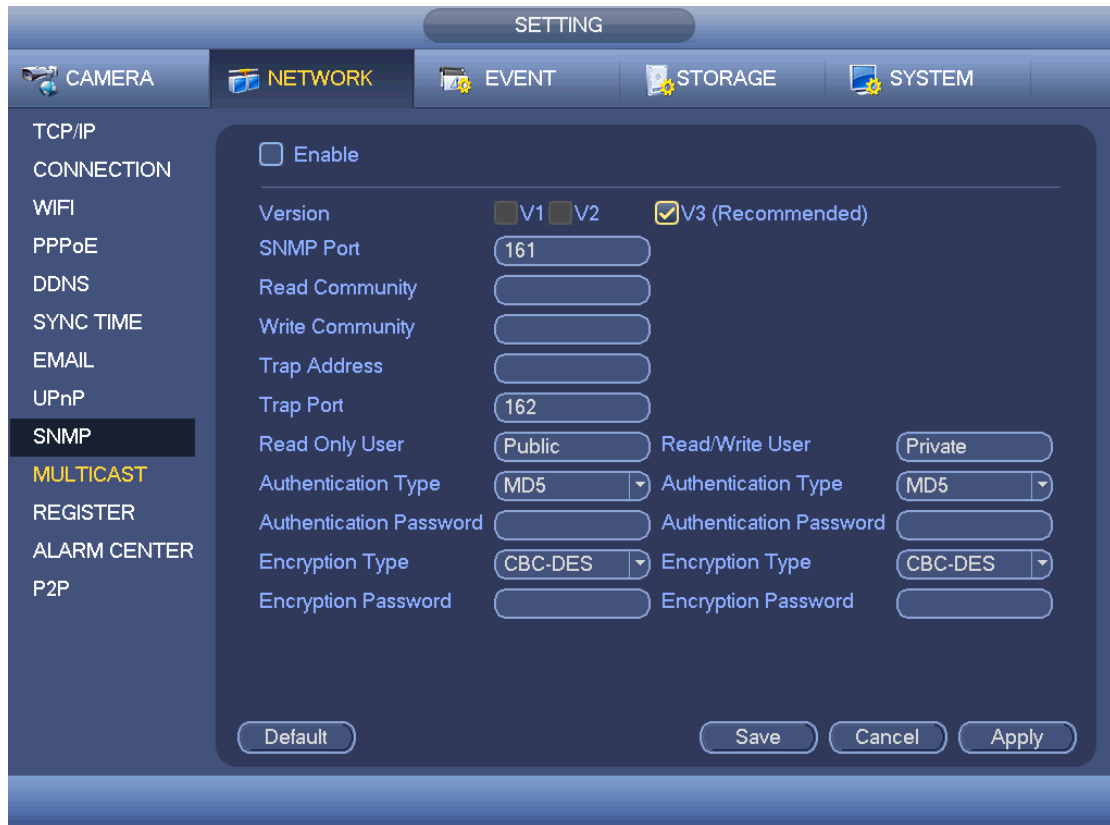 SETTING
CAMERA NETWORK EVENT STORAGE SYSTEM
TCP/IP
CONNECTION
WIFI
PPPoE
DDNS
SYNC TIME
EMAIL
UPnP
SNMP
MULTICAST
REGISTER
ALARM CENTER
P2P
Enable
Version V1 V2 V3 (Recommended)
SNMP Port 161
Read Community
Write Community
Trap Address
Trap Port 162
Read Only User Public Read/Write User Private
Authentication Type MD5 Authentication Type MD5
Authentication Password Authentication Password
Encryption Type CBC-DES Encryption Type CBC-DES
Encryption Password Encryption Password
Default Save Cancel Apply